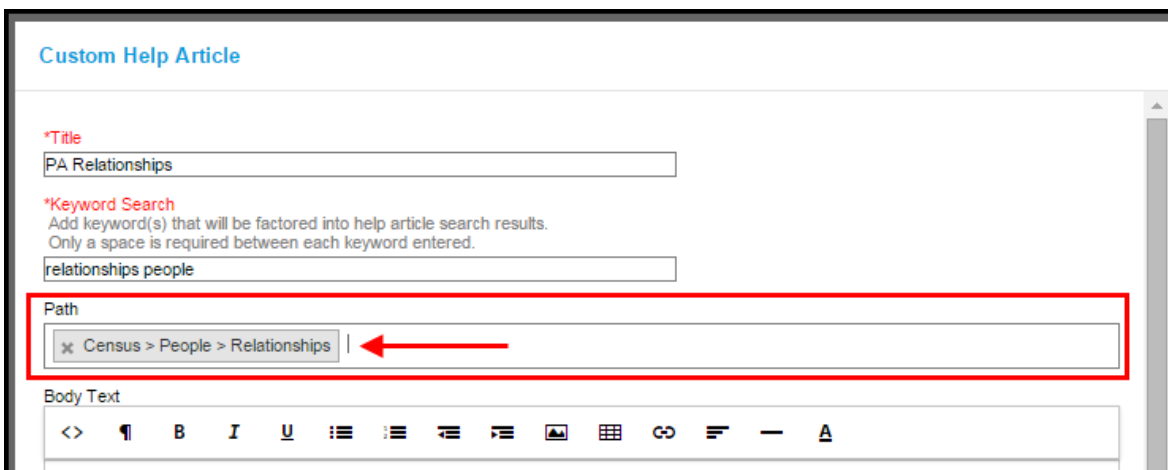 Custom Help Article
*Title
PA Relationships
*Keyword Search
Add keyword(s) that will be factored into help article search results.
Only a space is required between each keyword entered.
relationships people
Path
× Census > People > Relationships
Body Text
<> ¶ B I U A